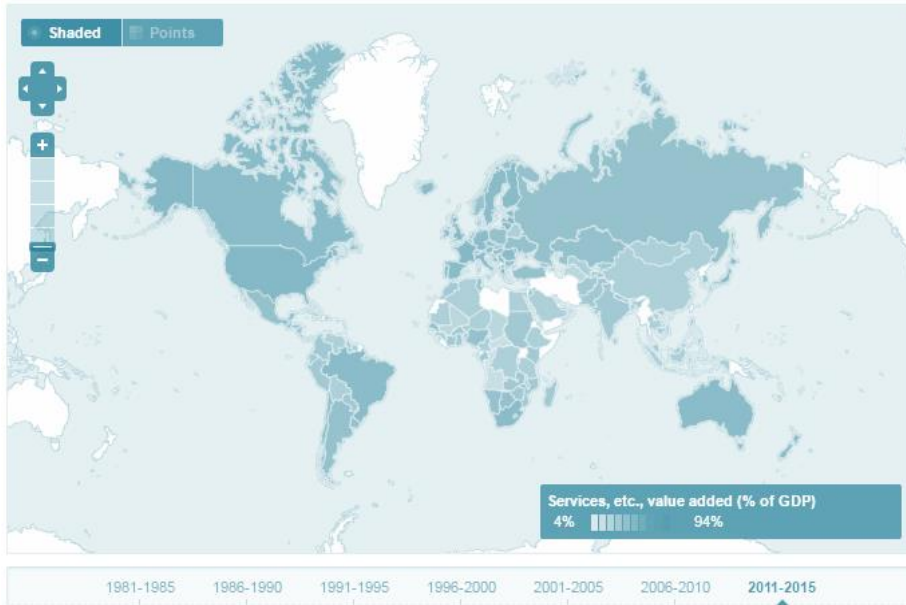 Shaded Points
+
−
Services, etc., value added (% of GDP)
4% 94%
1981-1985 1986-1990 1991-1995 1996-2000 2001-2005 2006-2010 2011-2015